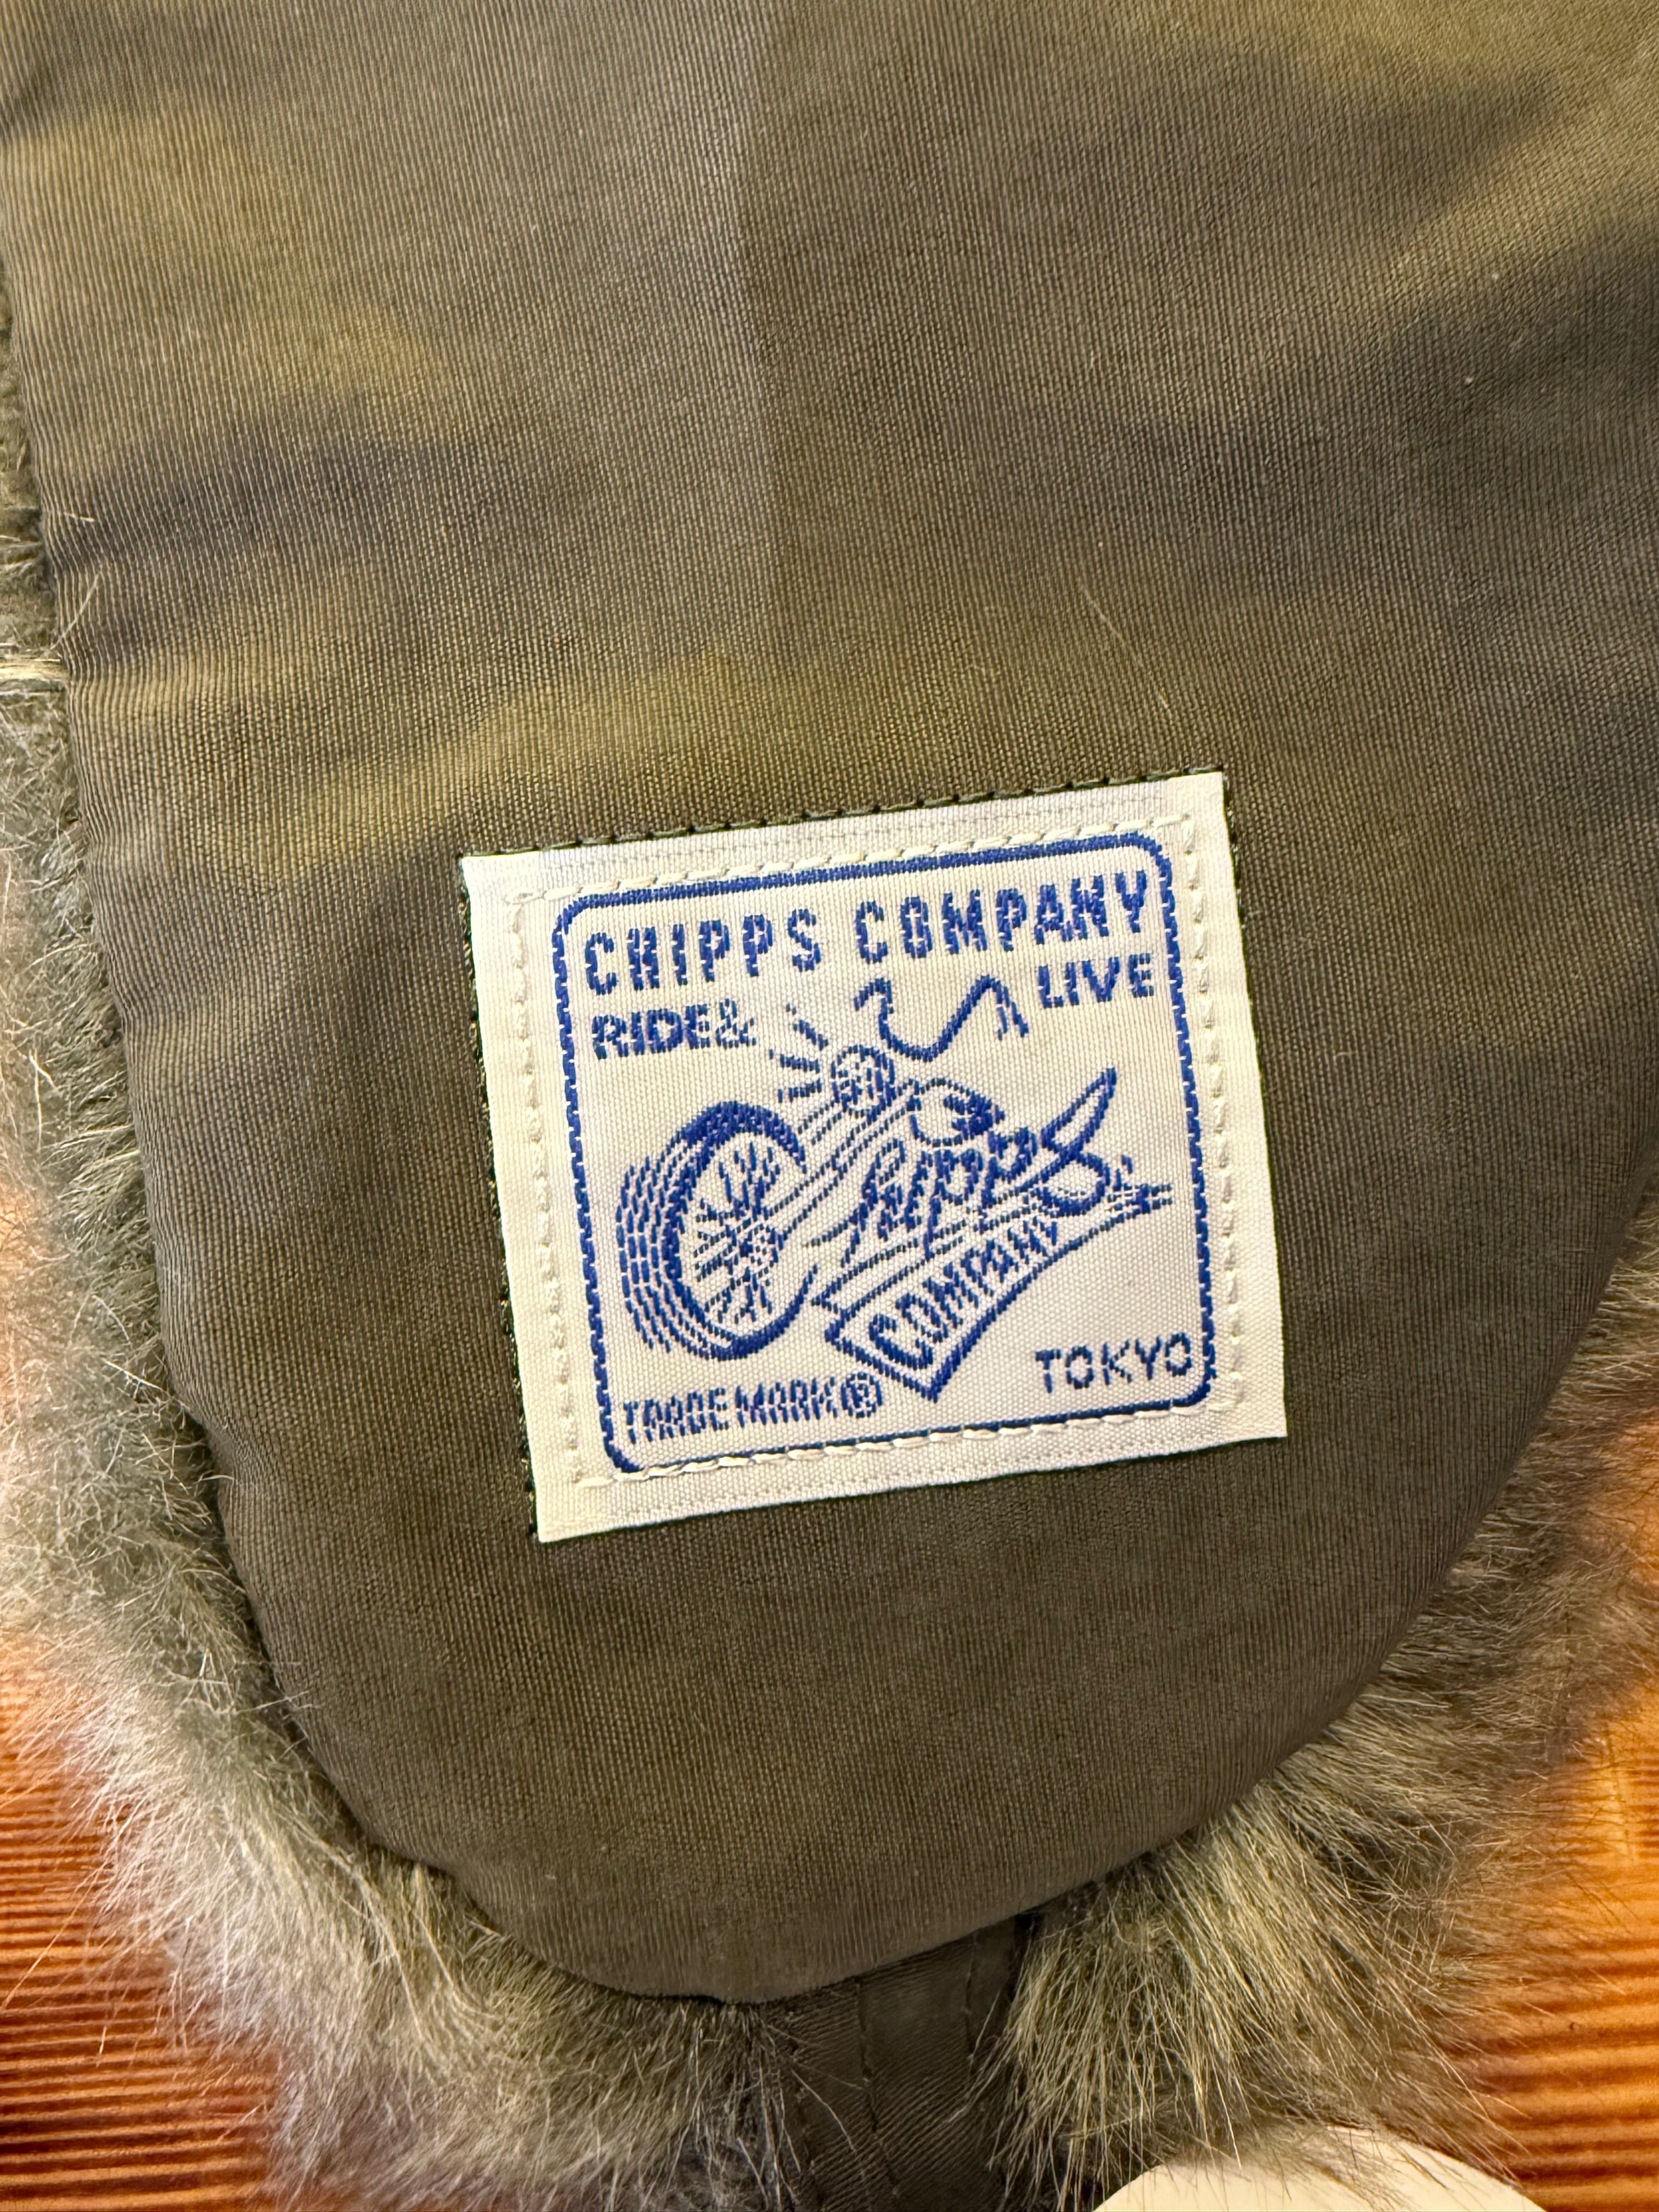 CHIPPS COMPANY
RIDE& LIVE
Chipps
COMPANY
TRADE MARK® TOKYO